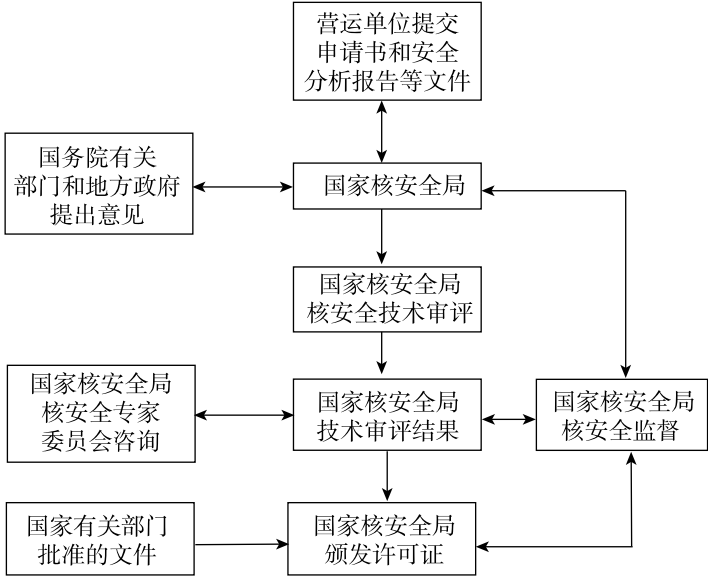 营运单位提交
申请书和安全
分析报告等文件
国务院有关
部门和地方政府
提出意见
国家核安全局
国家核安全局
核安全技术审评
国家核安全局
核安全专家
委员会咨询
国家核安全局
技术审评结果
国家核安全局
核安全监督
国家有关部门
批准的文件
国家核安全局
颁发许可证